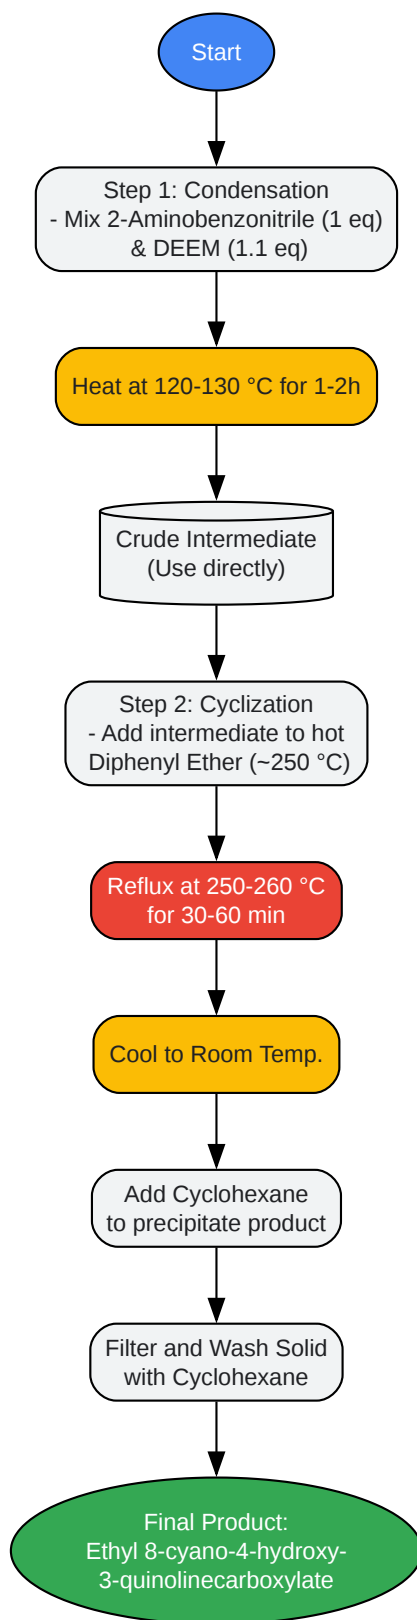 Start
Step 1: Condensation
- Mix 2-Aminobenzonitrile (1 eq)
& DEEM (1.1 eq)
Heat at 120-130 °C for 1-2h
Crude Intermediate
(Use directly)
Step 2: Cyclization
- Add intermediate to hot
Diphenyl Ether (~250 °C)
Reflux at 250-260 °C
for 30-60 min
Cool to Room Temp.
Add Cyclohexane
to precipitate product
Filter and Wash Solid
with Cyclohexane
Final Product:
Ethyl 8-cyano-4-hydroxy-
3-quinolinecarboxylate